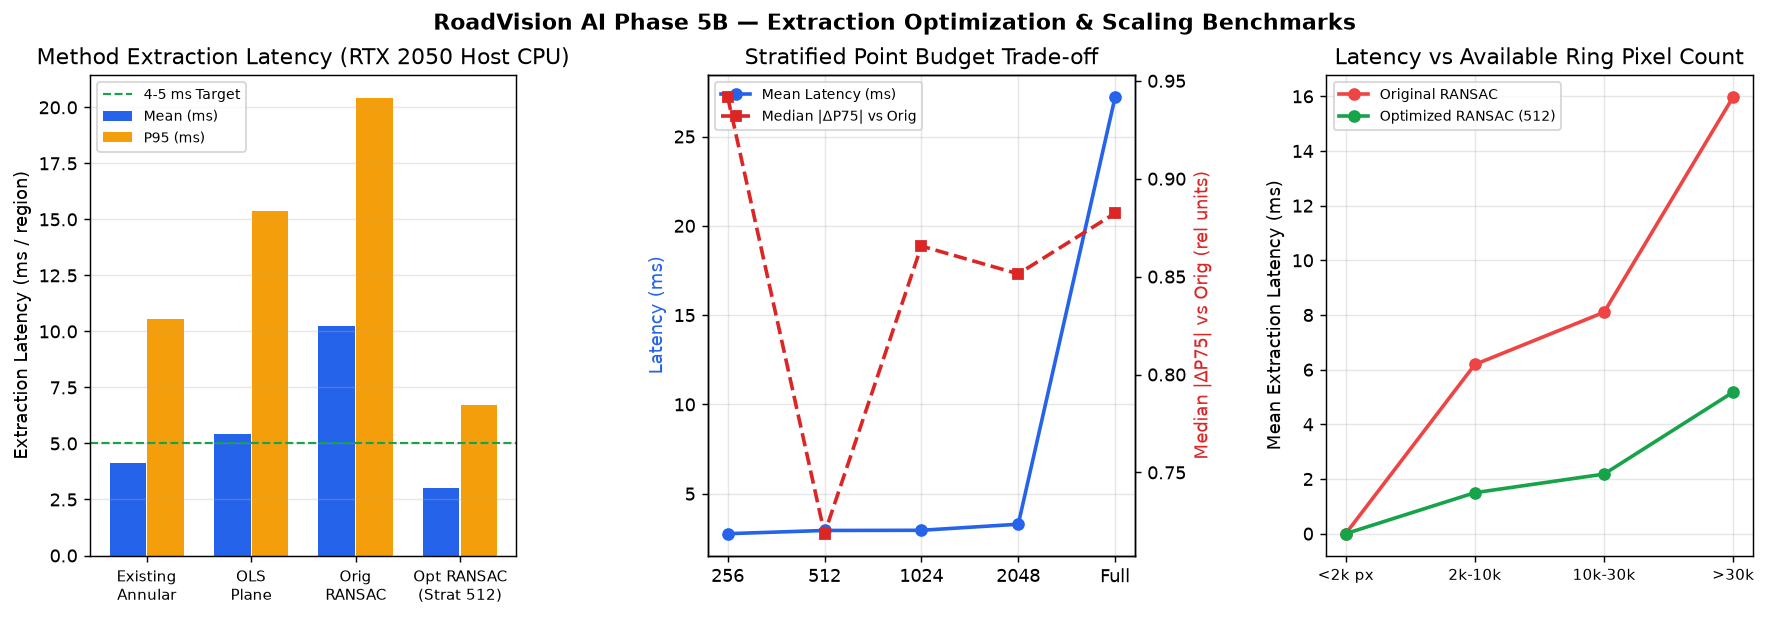 RoadVision AI Phase 5B — Extraction Optimization & Scaling Benchmarks
Method Extraction Latency (RTX 2050 Host CPU)
4-5 ms Target
Mean (ms)
P95 (ms)
Extraction Latency (ms / region)
20.0
17.5
15.0
12.5
10.0
7.5
5.0
2.5
0.0
Existing
Annular
OLS
Plane
Orig
RANSAC
Opt RANSAC
(Strat 512)
Stratified Point Budget Trade-off
Mean Latency (ms)
Median |ΔP75| vs Orig
Latency (ms)
25
20
15
10
5
256
512
1024
2048
Full
0.95
0.90
0.85
0.80
0.75
Median |ΔP75| vs Orig (rel units)
Latency vs Available Ring Pixel Count
Original RANSAC
Optimized RANSAC (512)
Mean Extraction Latency (ms)
16
14
12
10
8
6
4
2
0
<2k px
2k-10k
10k-30k
>30k